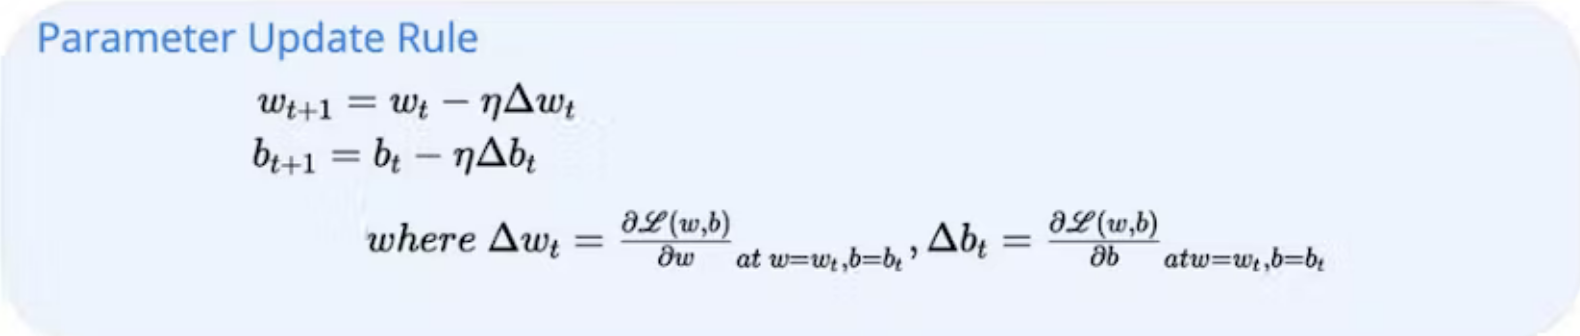 Parameter Update Rule
w_{t+1} = w_t − ηΔw_t
b_{t+1} = b_t − ηΔb_t
where Δw_t = ∂ℒ(w,b)/∂w at w=w_t,b=b_t, Δb_t = ∂ℒ(w,b)/∂b atw=w_t,b=b_t